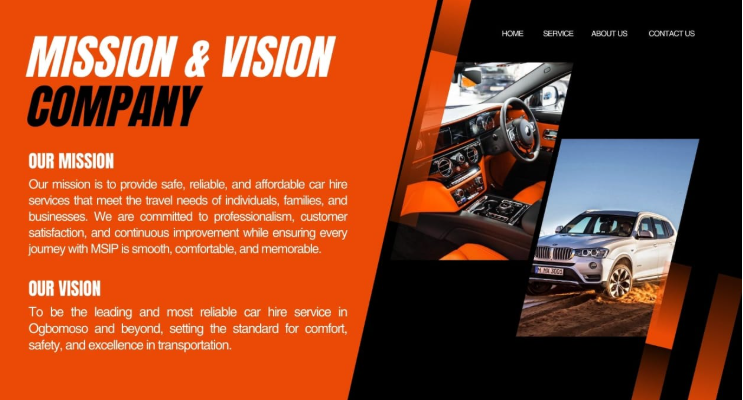 HOME SERVICE ABOUT US CONTACT US
MISSION & VISION
COMPANY
OUR MISSION
Our mission is to provide safe, reliable, and affordable car hire
services that meet the travel needs of individuals, families, and
businesses. We are committed to professionalism, customer
satisfaction, and continuous improvement while ensuring every
journey with MSIP is smooth, comfortable, and memorable.
OUR VISION
To be the leading and most reliable car hire service in
Ogbomoso and beyond, setting the standard for comfort,
safety, and excellence in transportation.